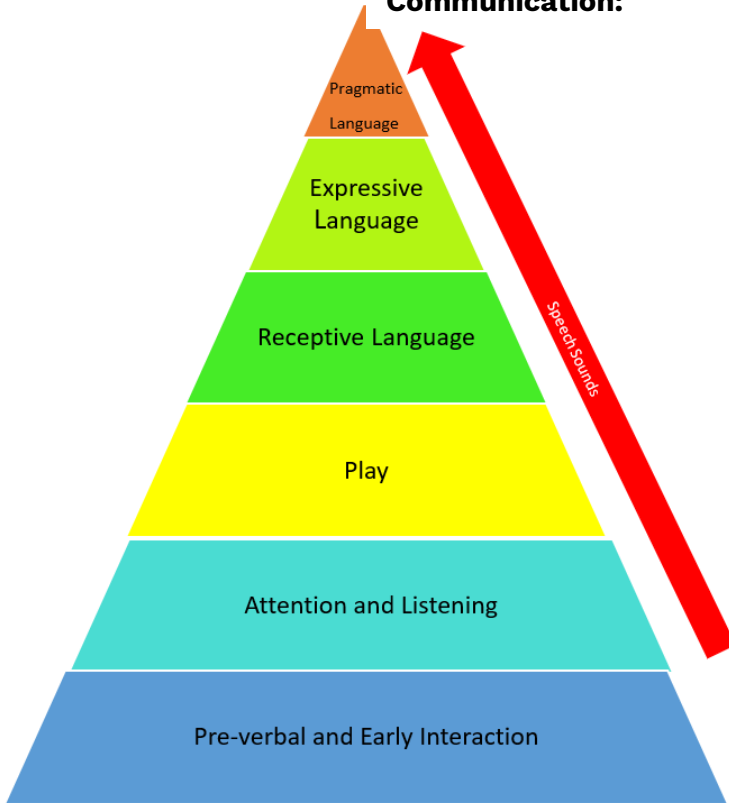 Communication:
Pragmatic
Language
Expressive
Language
Receptive Language
Speech Sounds
Play
Attention and Listening
Pre-verbal and Early Interaction